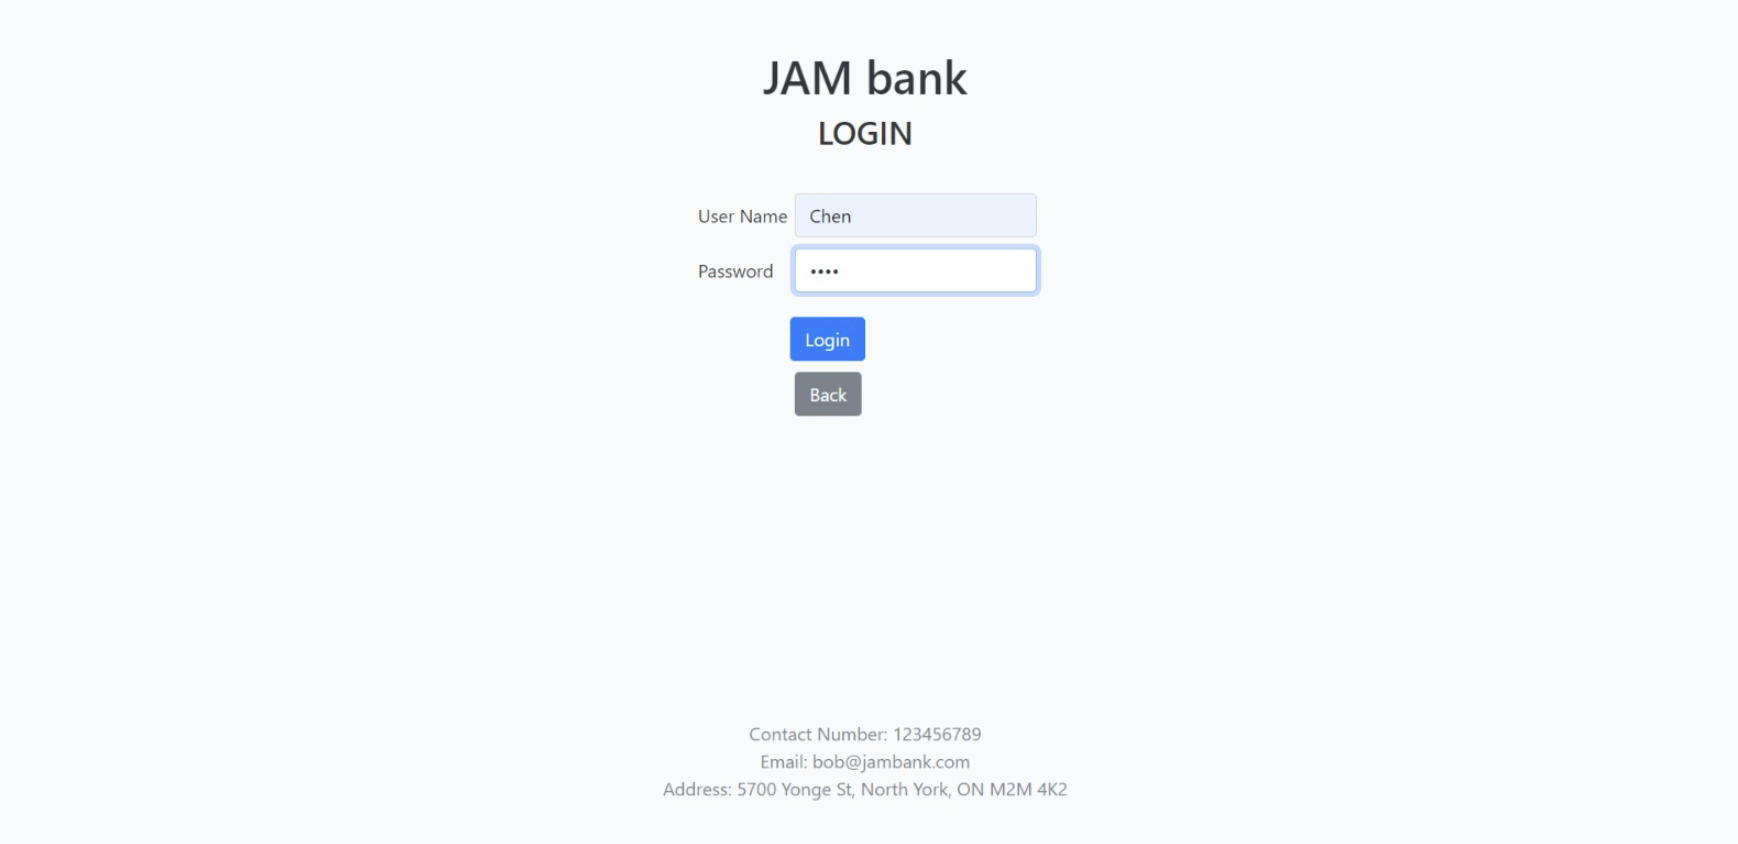 JAM bank
LOGIN
User Name Chen
Password ••••
Login
Back
Contact Number: 123456789
Email: bob@jambank.com
Address: 5700 Yonge St, North York, ON M2M 4K2